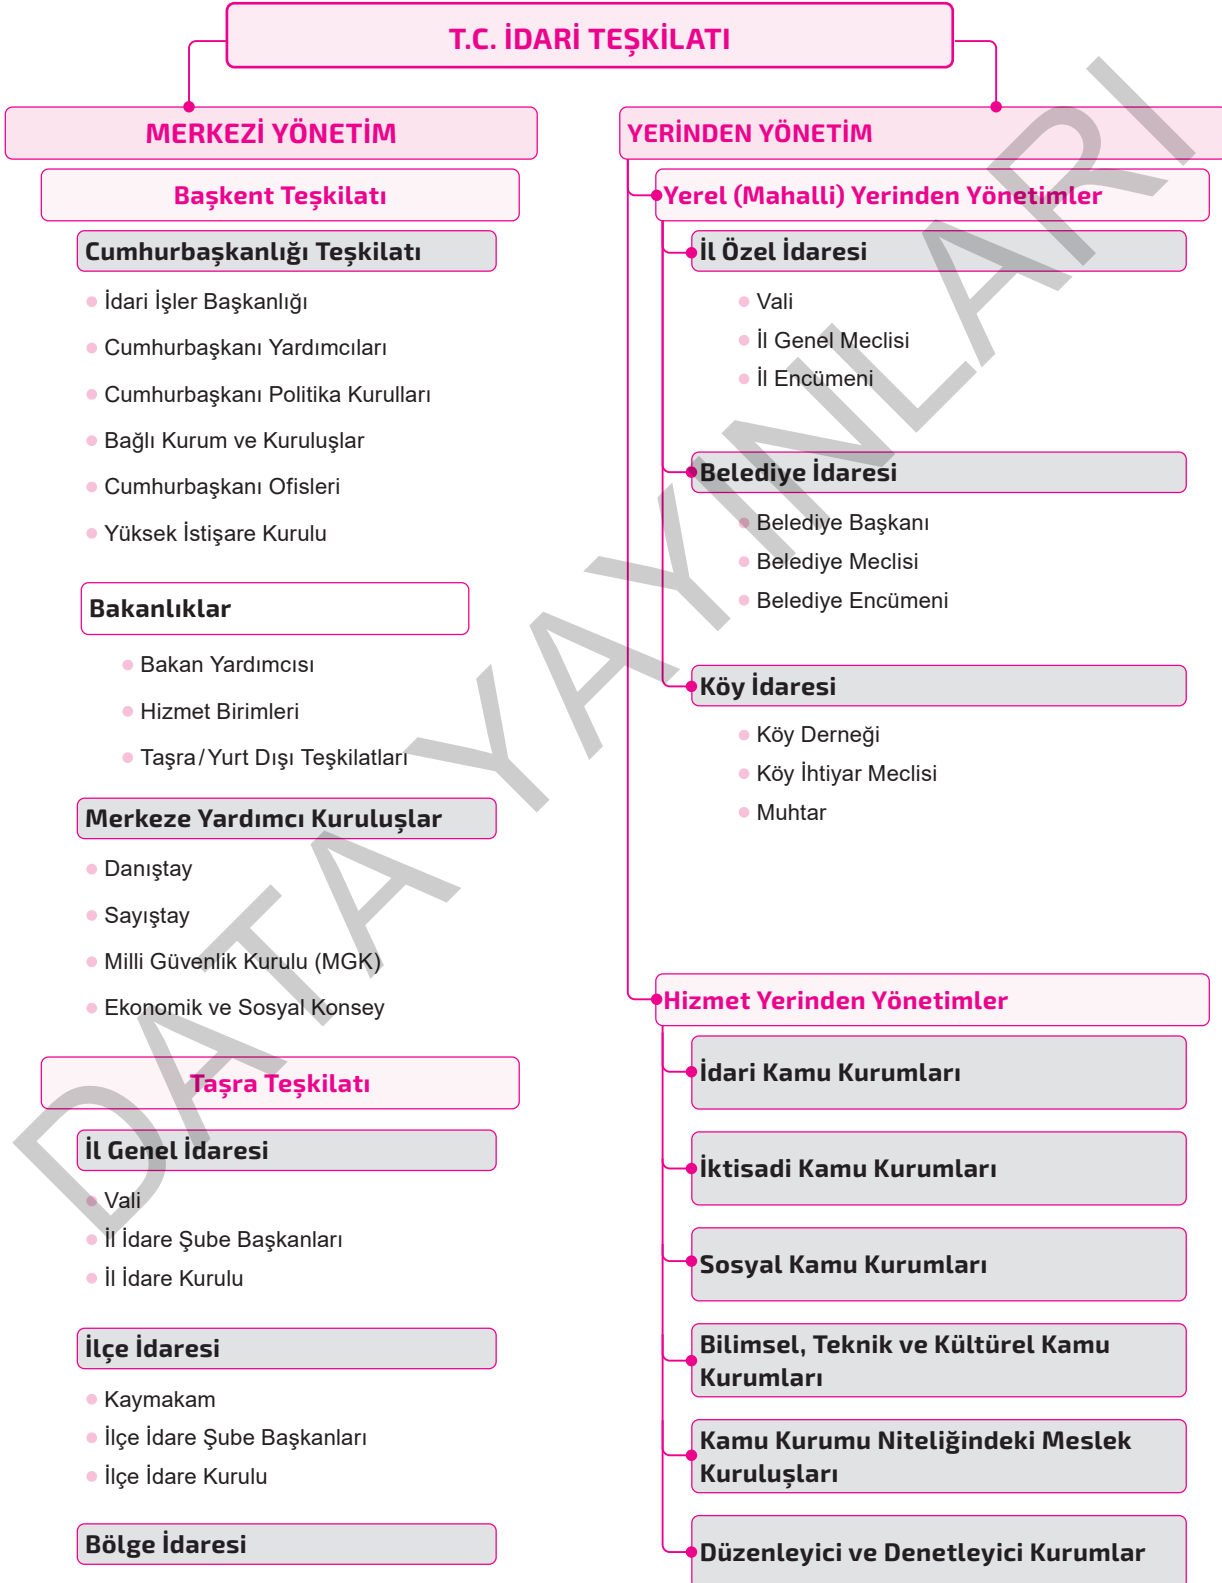 T.C. İDARİ TEŞKİLATI
MERKEZİ YÖNETİM
Başkent Teşkilatı
Cumhurbaşkanlığı Teşkilatı
İdari İşler Başkanlığı
Cumhurbaşkanı Yardımcıları
Cumhurbaşkanı Politika Kurulları
Bağlı Kurum ve Kuruluşlar
Cumhurbaşkanı Ofisleri
Yüksek İstişare Kurulu
Bakanlıklar
Bakan Yardımcısı
Hizmet Birimleri
Taşra/Yurt Dışı Teşkilatları
Merkeze Yardımcı Kuruluşlar
Danıştay
Sayıştay
Milli Güvenlik Kurulu (MGK)
Ekonomik ve Sosyal Konsey
Taşra Teşkilatı
İl Genel İdaresi
Vali
İl İdare Şube Başkanları
İl İdare Kurulu
İlçe İdaresi
Kaymakam
İlçe İdare Şube Başkanları
İlçe İdare Kurulu
Bölge İdaresi
YERİNDEN YÖNETİM
Yerel (Mahalli) Yerinden Yönetimler
İl Özel İdaresi
Vali
İl Genel Meclisi
İl Encümeni
Belediye İdaresi
Belediye Başkanı
Belediye Meclisi
Belediye Encümeni
Köy İdaresi
Köy Derneği
Köy İhtiyar Meclisi
Muhtar
Hizmet Yerinden Yönetimler
İdari Kamu Kurumları
İktisadi Kamu Kurumları
Sosyal Kamu Kurumları
Bilimsel, Teknik ve Kültürel Kamu
Kurumları
Kamu Kurumu Niteliğindeki Meslek
Kuruluşları
Düzenleyici ve Denetleyici Kurumlar
DATA YAYINLARI